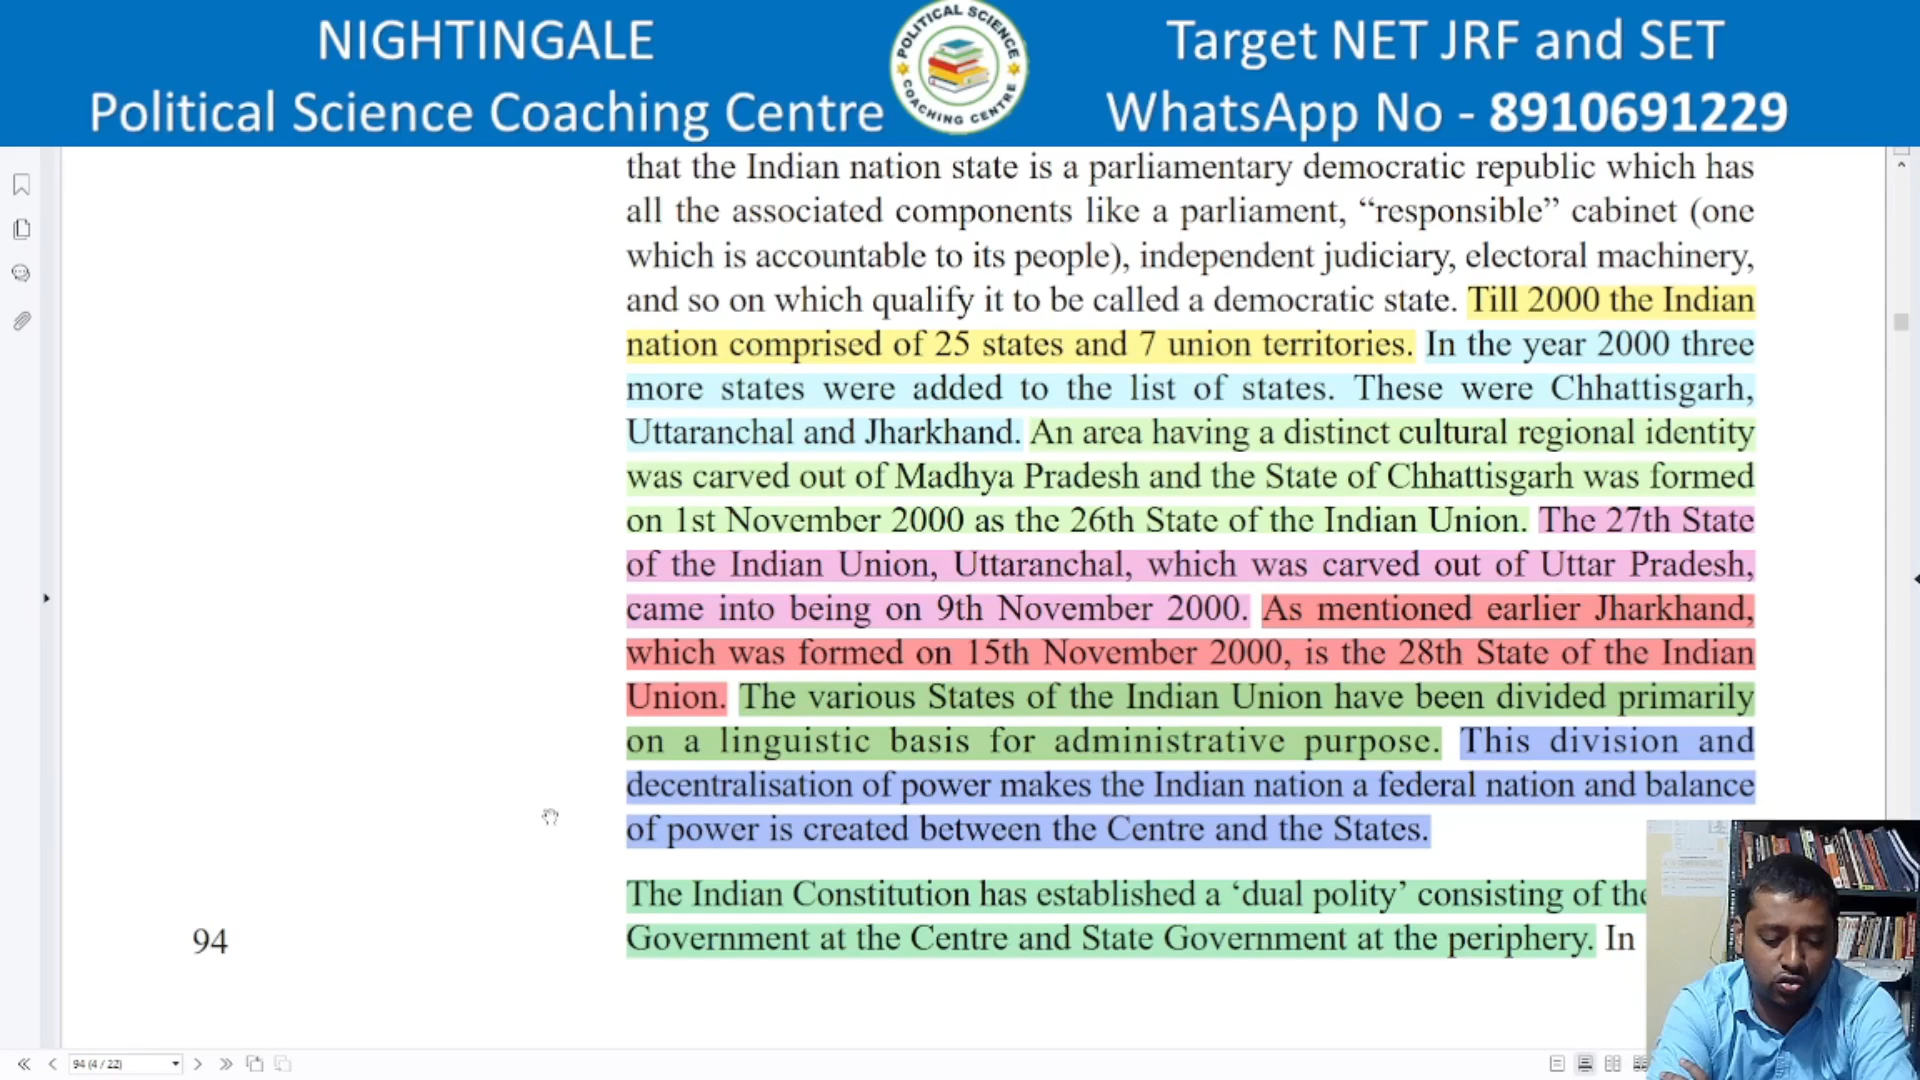 NIGHTINGALE
Political Science Coaching Centre
POLITICAL SCIENCE
COACHING CENTRE
Target NET JRF and SET
WhatsApp No - 8910691229
that the Indian nation state is a parliamentary democratic republic which has
all the associated components like a parliament, “responsible” cabinet (one
which is accountable to its people), independent judiciary, electoral machinery,
and so on which qualify it to be called a democratic state. Till 2000 the Indian
nation comprised of 25 states and 7 union territories. In the year 2000 three
more states were added to the list of states. These were Chhattisgarh,
Uttaranchal and Jharkhand. An area having a distinct cultural regional identity
was carved out of Madhya Pradesh and the State of Chhattisgarh was formed
on 1st November 2000 as the 26th State of the Indian Union. The 27th State
of the Indian Union, Uttaranchal, which was carved out of Uttar Pradesh,
came into being on 9th November 2000. As mentioned earlier Jharkhand,
which was formed on 15th November 2000, is the 28th State of the Indian
Union. The various States of the Indian Union have been divided primarily
on a linguistic basis for administrative purpose. This division and
decentralisation of power makes the Indian nation a federal nation and balance
of power is created between the Centre and the States.
The Indian Constitution has established a ‘dual polity’ consisting of the
Government at the Centre and State Government at the periphery. In
94
94 (4 / 22)